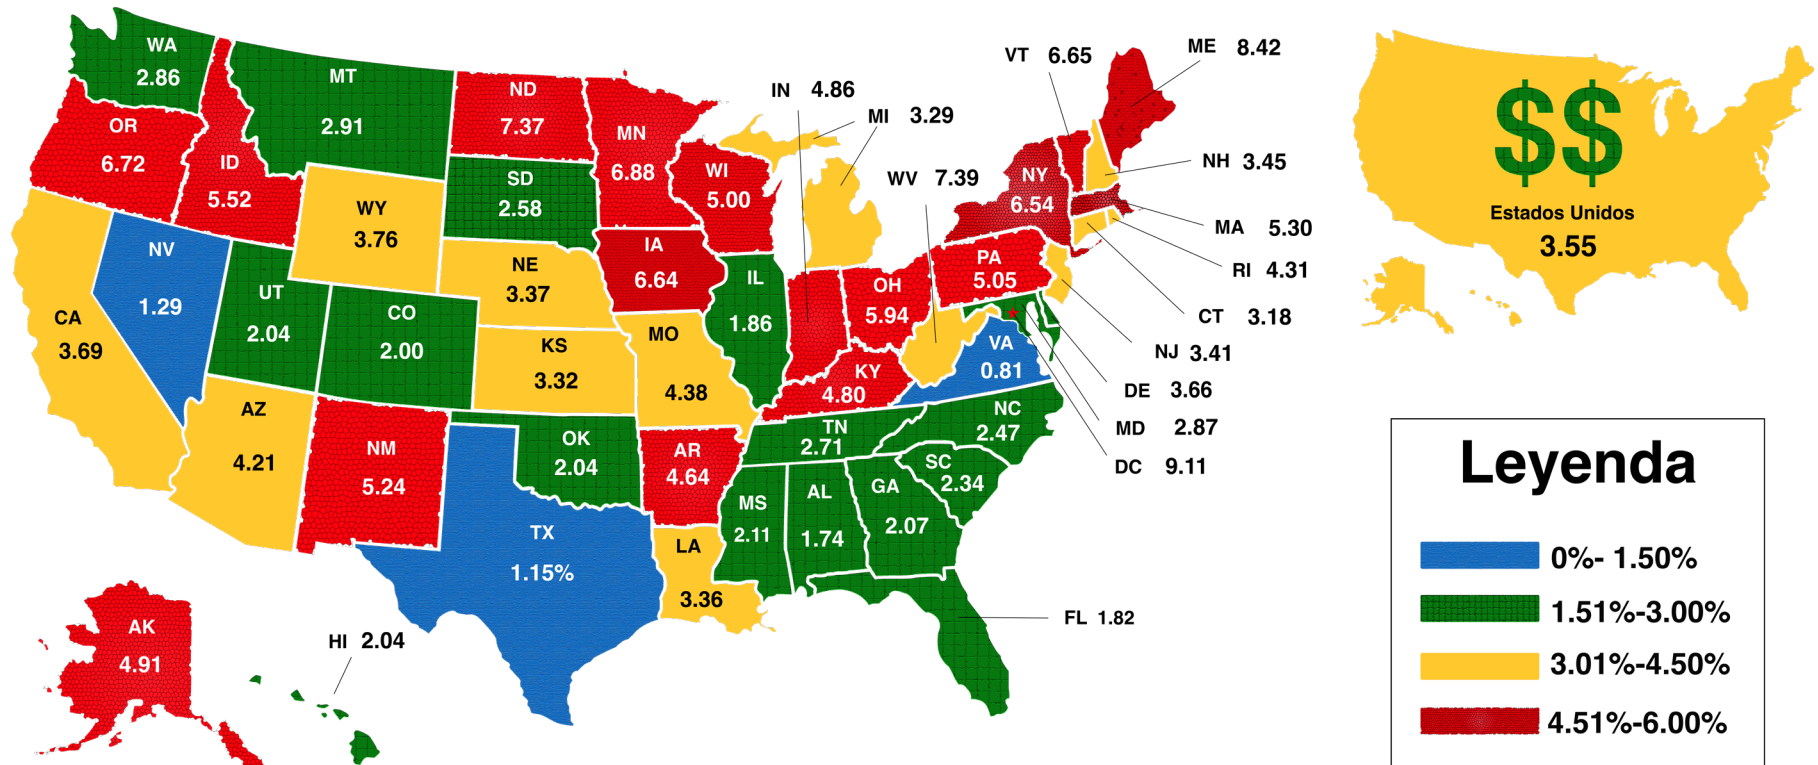 WA
2.86
MT
2.91
ND
7.37
MN
6.88
OR
6.72
ID
5.52
WY
3.76
SD
2.58
WI
5.00
IN 4.86
MI 3.29
WV 7.39
VT 6.65
ME 8.42
NH 3.45
NY
6.54
MA 5.30
RI 4.31
CT 3.18
NJ 3.41
DE 3.66
MD 2.87
DC 9.11
PA
5.05
OH
5.94
IL
1.86
IA
6.64
NE
3.37
NV
1.29
UT
2.04
CO
2.00
CA
3.69
KS
3.32
MO
4.38
KY
4.80
VA
0.81
NC
2.47
TN
2.71
SC
2.34
AZ
4.21
NM
5.24
OK
2.04
AR
4.64
MS
2.11
AL
1.74
GA
2.07
TX
1.15%
LA
3.36
FL 1.82
AK
4.91
HI 2.04
$$
Estados Unidos
3.55
Leyenda
0%- 1.50%
1.51%-3.00%
3.01%-4.50%
4.51%-6.00%